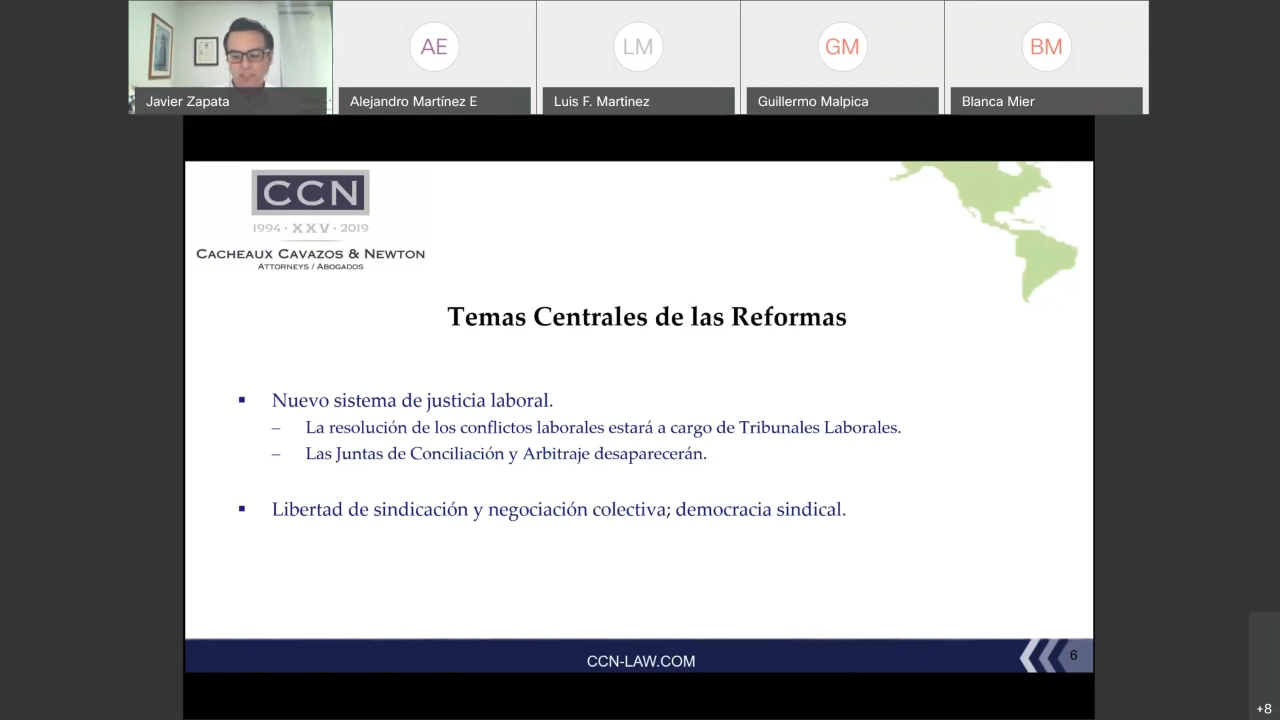 AE
LM
GM
BM
Javier Zapata
Alejandro Martínez E
Luis F. Martinez
Guillermo Malpica
Blanca Mier
CCN
1994 · XXV · 2019
CACHEAUX CAVAZOS & NEWTON
ATTORNEYS / ABOGADOS
Temas Centrales de las Reformas
▪ Nuevo sistema de justicia laboral.
– La resolución de los conflictos laborales estará a cargo de Tribunales Laborales.
– Las Juntas de Conciliación y Arbitraje desaparecerán.
▪ Libertad de sindicación y negociación colectiva; democracia sindical.
CCN-LAW.COM
6
+8